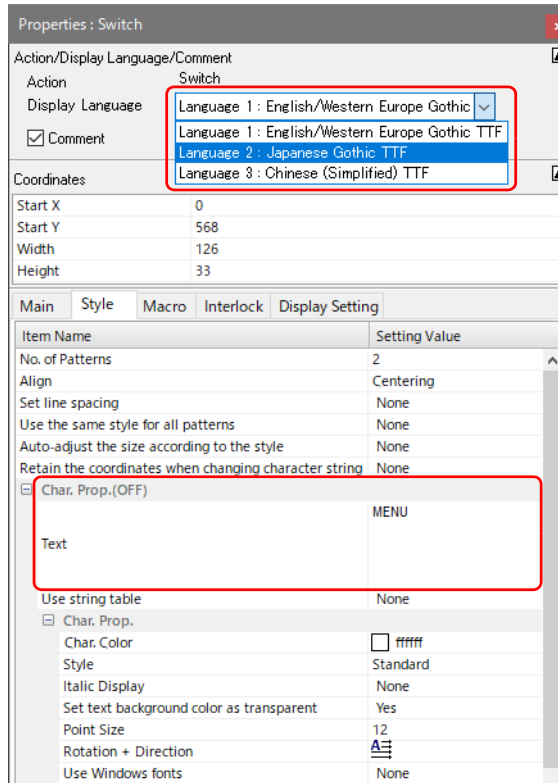 Properties : Switch
Action/Display Language/Comment
Action Switch
Display Language Language 1 : English/Western Europe Gothic
Language 1 : English/Western Europe Gothic TTF
Comment
Language 2 : Japanese Gothic TTF
Language 3 : Chinese (Simplified) TTF
Coordinates
Start X 0
Start Y 568
Width 126
Height 33
Main Style Macro Interlock Display Setting
Item Name Setting Value
No. of Patterns 2
Align Centering
Set line spacing None
Use the same style for all patterns None
Auto-adjust the size according to the style None
Retain the coordinates when changing character string None
Char. Prop.(OFF)
Text MENU
Use string table None
Char. Prop.
Char. Color ffffff
Style Standard
Italic Display None
Set text background color as transparent Yes
Point Size 12
Rotation + Direction A
Use Windows fonts None